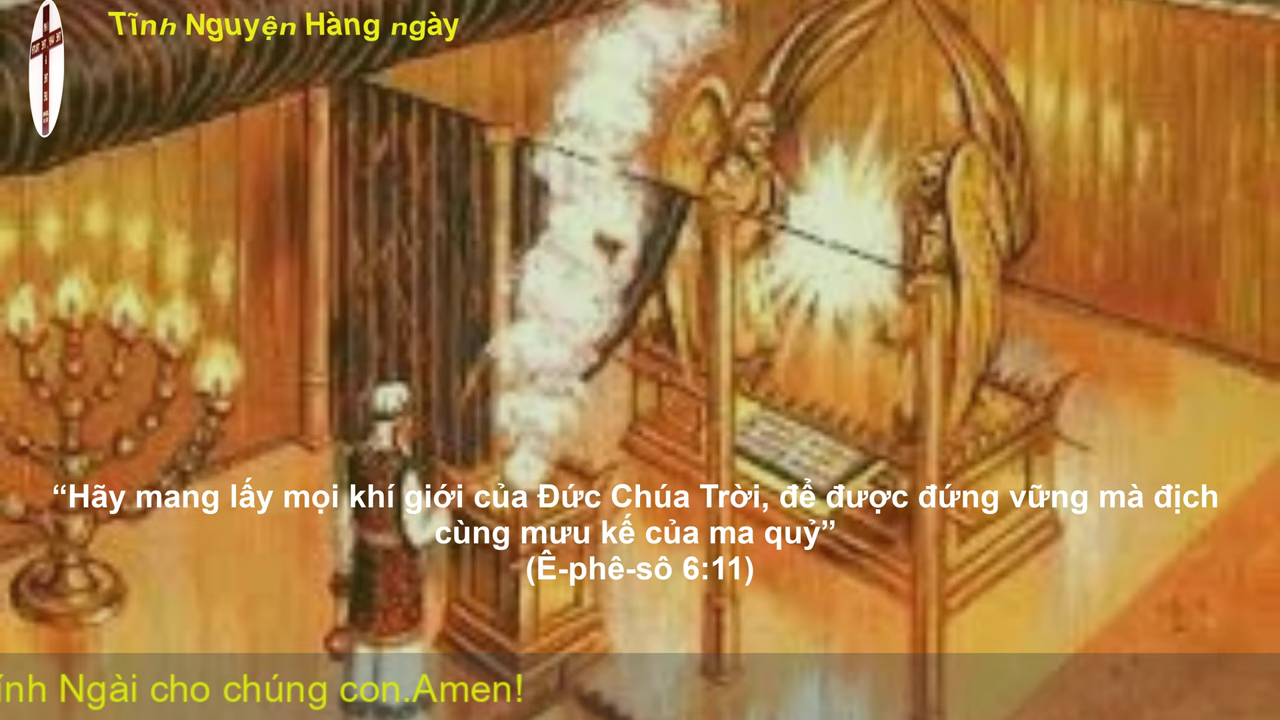 Tĩnh Nguyện Hàng ngày
“Hãy mang lấy mọi khí giới của Đức Chúa Trời, để được đứng vững mà địch
cùng mưu kế của ma quỷ”
(Ê-phê-sô 6:11)
ính Ngài cho chúng con.Amen!